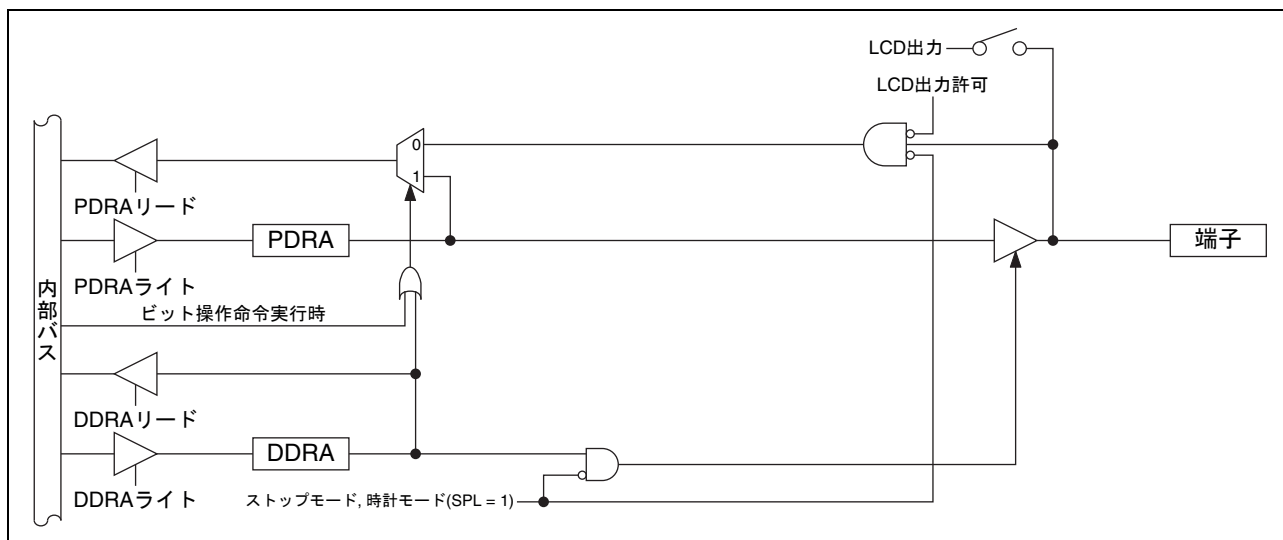 LCD出力
LCD出力許可
0
1
PDRAリード
PDRA
端子
PDRAライト
内部バス
ビット操作命令実行時
DDRAリード
DDRA
DDRAライト
ストップモード, 時計モード(SPL = 1)